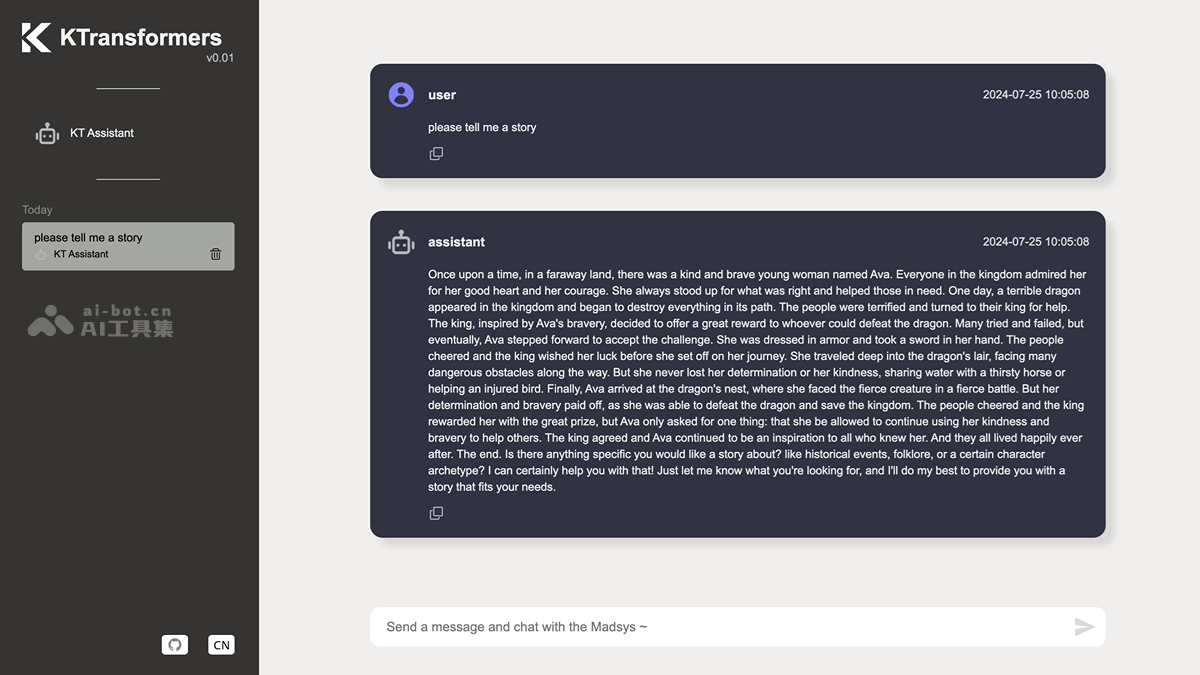 KTransformers
v0.01
KT Assistant
Today
please tell me a story
KT Assistant
ai-bot.cn
AI工具集
CN
user
2024-07-25 10:05:08
please tell me a story
assistant
2024-07-25 10:05:08
Once upon a time, in a faraway land, there was a kind and brave young woman named Ava. Everyone in the kingdom admired her
for her good heart and her courage. She always stood up for what was right and helped those in need. One day, a terrible dragon
appeared in the kingdom and began to destroy everything in its path. The people were terrified and turned to their king for help.
The king, inspired by Ava's bravery, decided to offer a great reward to whoever could defeat the dragon. Many tried and failed, but
eventually, Ava stepped forward to accept the challenge. She was dressed in armor and took a sword in her hand. The people
cheered and the king wished her luck before she set off on her journey. She traveled deep into the dragon's lair, facing many
dangerous obstacles along the way. But she never lost her determination or her kindness, sharing water with a thirsty horse or
helping an injured bird. Finally, Ava arrived at the dragon's nest, where she faced the fierce creature in a fierce battle. But her
determination and bravery paid off, as she was able to defeat the dragon and save the kingdom. The people cheered and the king
rewarded her with the great prize, but Ava only asked for one thing: that she be allowed to continue using her kindness and
bravery to help others. The king agreed and Ava continued to be an inspiration to all who knew her. And they all lived happily ever
after. The end. Is there anything specific you would like a story about? like historical events, folklore, or a certain character
archetype? I can certainly help you with that! Just let me know what you're looking for, and I'll do my best to provide you with a
story that fits your needs.
Send a message and chat with the Madsys ~